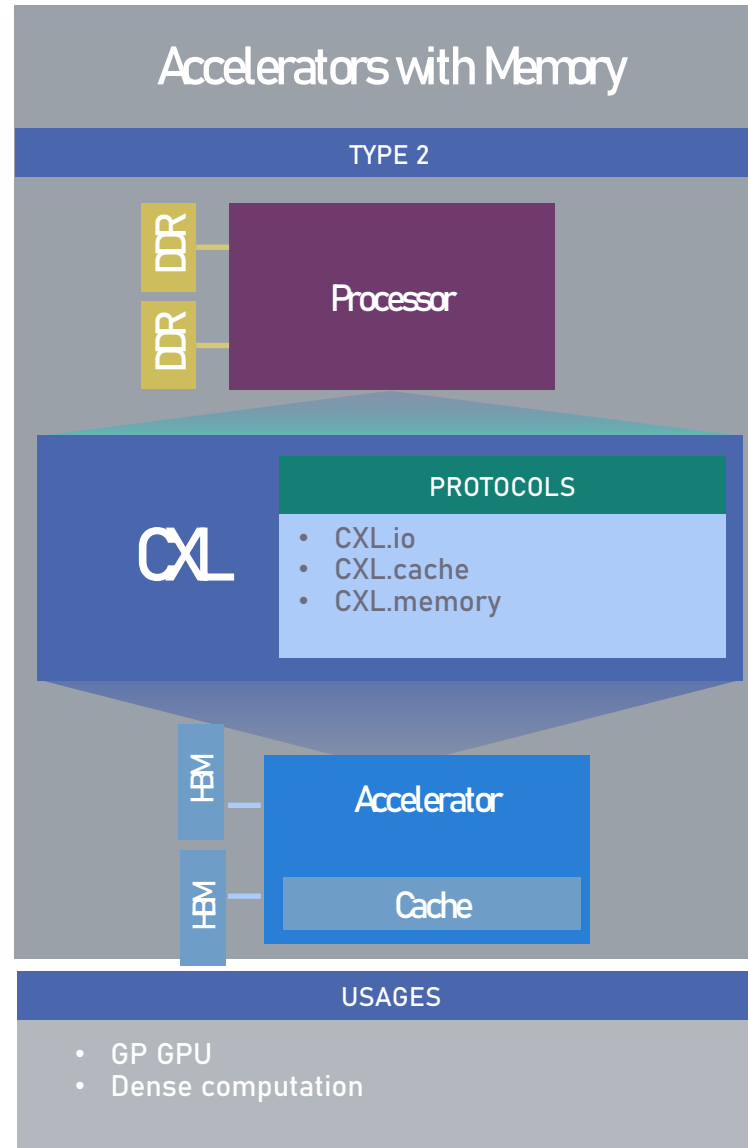 Accelerators with Memory
TYPE 2
DDR
DDR
Processor
CXL
PROTOCOLS
• CXL.io
• CXL.cache
• CXL.memory
HBM
HBM
Accelerator
Cache
USAGES
• GP GPU
• Dense computation